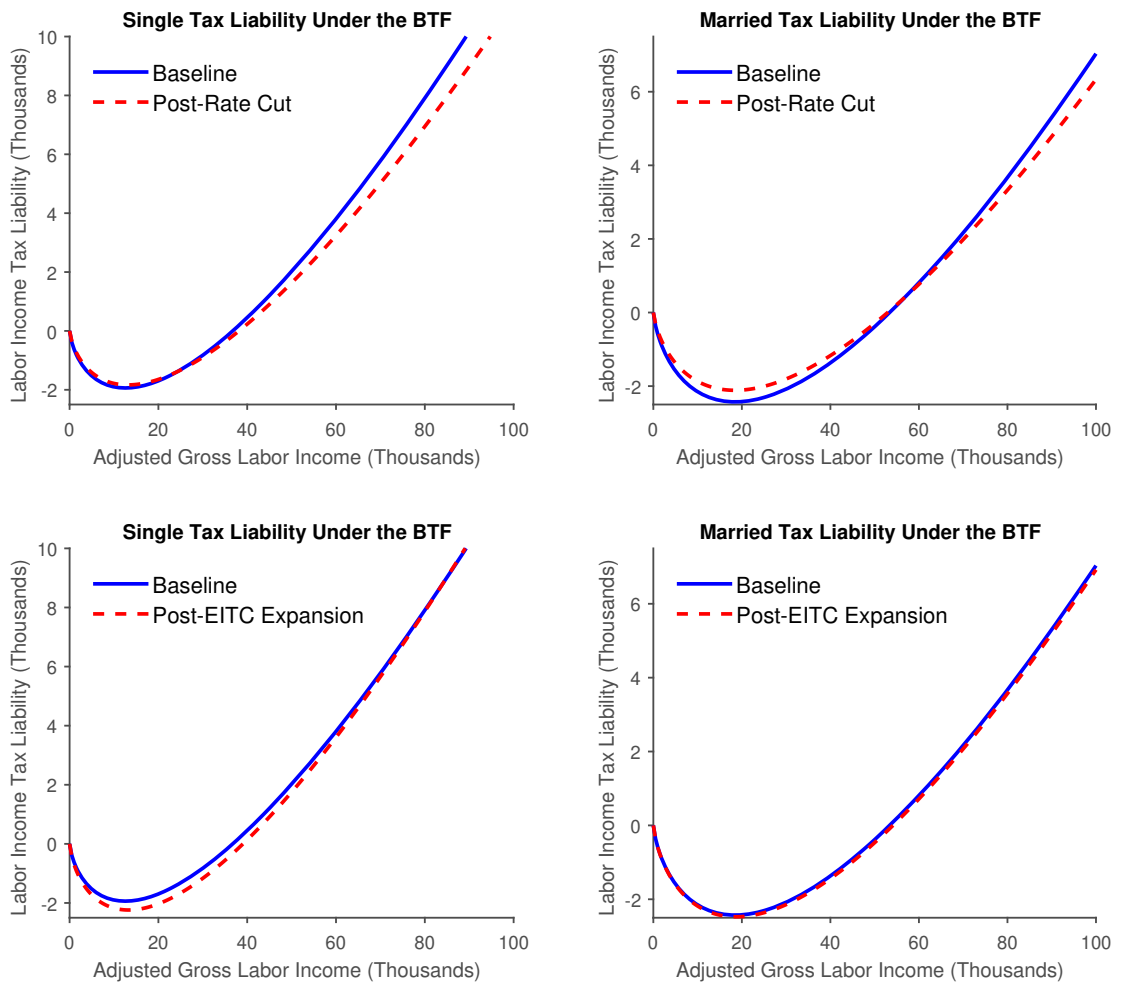 Single Tax Liability Under the BTF
Labor Income Tax Liability (Thousands)
10
8
6
4
2
0
-2
Baseline
Post-Rate Cut
0 20 40 60 80 100
Adjusted Gross Labor Income (Thousands)
Married Tax Liability Under the BTF
Labor Income Tax Liability (Thousands)
6
4
2
0
-2
Baseline
Post-Rate Cut
0 20 40 60 80 100
Adjusted Gross Labor Income (Thousands)
Single Tax Liability Under the BTF
Labor Income Tax Liability (Thousands)
10
8
6
4
2
0
-2
Baseline
Post-EITC Expansion
0 20 40 60 80 100
Adjusted Gross Labor Income (Thousands)
Married Tax Liability Under the BTF
Labor Income Tax Liability (Thousands)
6
4
2
0
-2
Baseline
Post-EITC Expansion
0 20 40 60 80 100
Adjusted Gross Labor Income (Thousands)